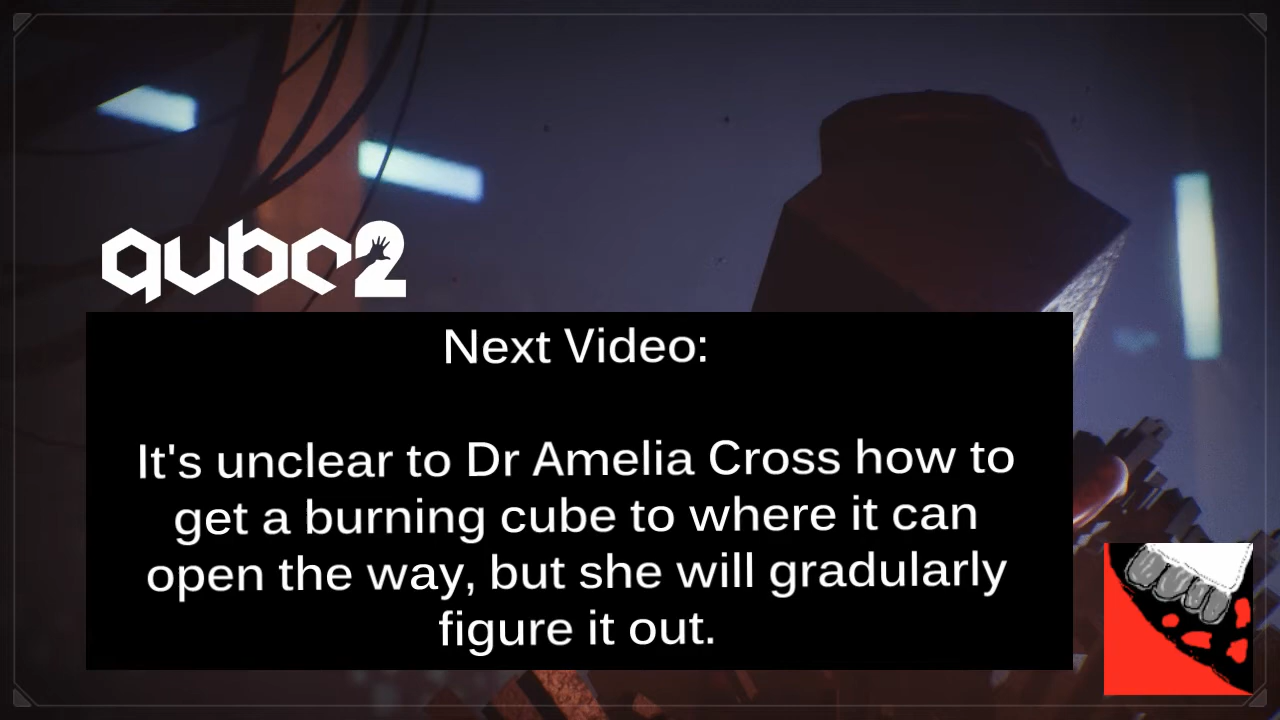 qube2
Next Video:
It's unclear to Dr Amelia Cross how to
get a burning cube to where it can
open the way, but she will gradularly
figure it out.